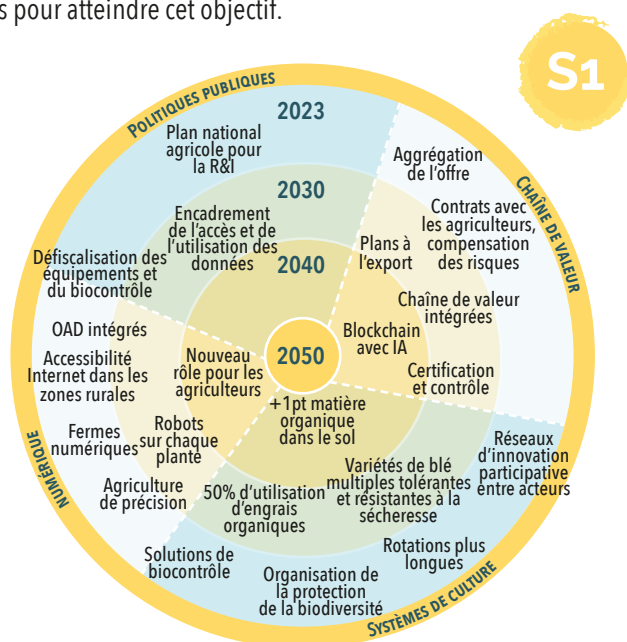 s pour atteindre cet objectif.
S1
POLITIQUES PUBLIQUES
2023
Plan national
agricole pour
la R&I
2030
Encadrement
de l'accès et de
l'utilisation des
données
2040
Défiscalisation des
équipements et
du biocontrôle
CHAÎNE DE VALEUR
Aggrégation
de l'offre
Contrats avec
les agriculteurs,
compensation
des risques
Plans à
l'export
Chaîne de valeur
intégrées
Blockchain
avec IA
Certification
et contrôle
2050
NUMÉRIQUE
OAD intégrés
Accessibilité
Internet dans les
zones rurales
Nouveau
rôle pour les
agriculteurs
Fermes
numériques
Robots
sur chaque
plante
Agriculture
de précision
SYSTÈMES DE CULTURE
+1pt matière
organique
dans le sol
Variétés de blé
multiples tolérantes
et résistantes à la
sécheresse
50% d'utilisation
d'engrais
organiques
Réseaux
d'innovation
participative
entre acteurs
Rotations plus
longues
Solutions de
biocontrôle
Organisation de
la protection
de la biodiversité